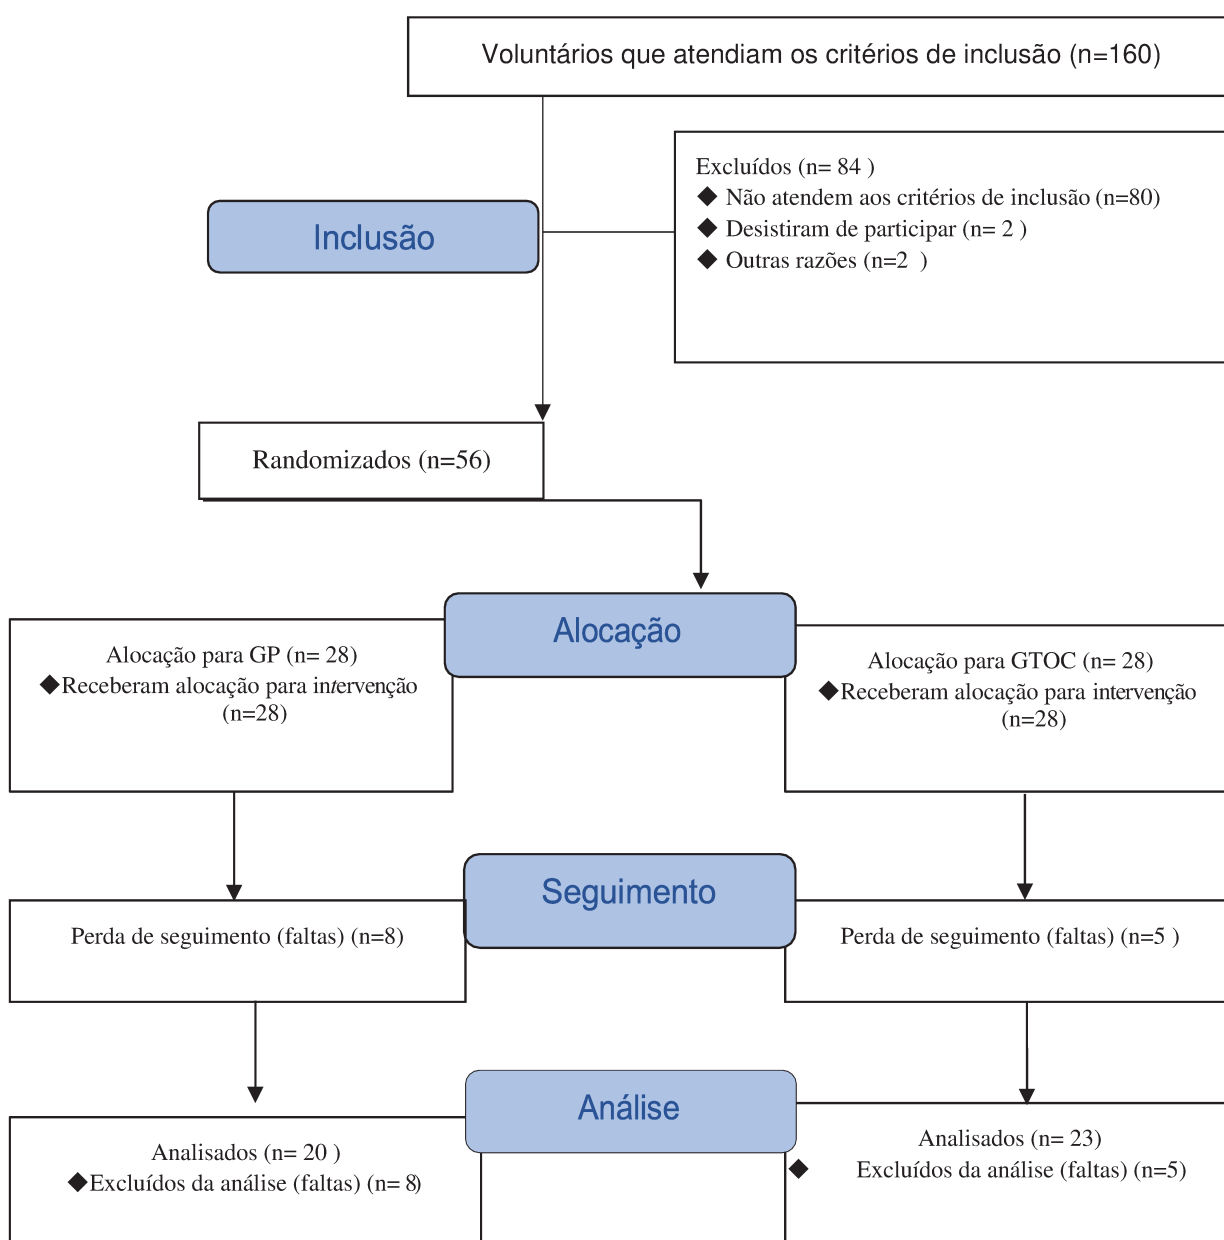 Voluntários que atendiam os critérios de inclusão (n=160)
Excluídos (n= 84 )
◆ Não atendem aos critérios de inclusão (n=80)
◆ Desistiram de participar (n= 2 )
◆ Outras razões (n=2 )
Inclusão
Randomizados (n=56)
Alocação
Alocação para GP (n= 28)
◆Receberam alocação para intervenção
(n=28)
Alocação para GTOC (n= 28)
◆Receberam alocação para intervenção
(n=28)
Seguimento
Perda de seguimento (faltas) (n=8)
Perda de seguimento (faltas) (n=5 )
Análise
Analisados (n= 20 )
◆Excluídos da análise (faltas) (n= 8)
Analisados (n= 23)
◆ Excluídos da análise (faltas) (n=5)